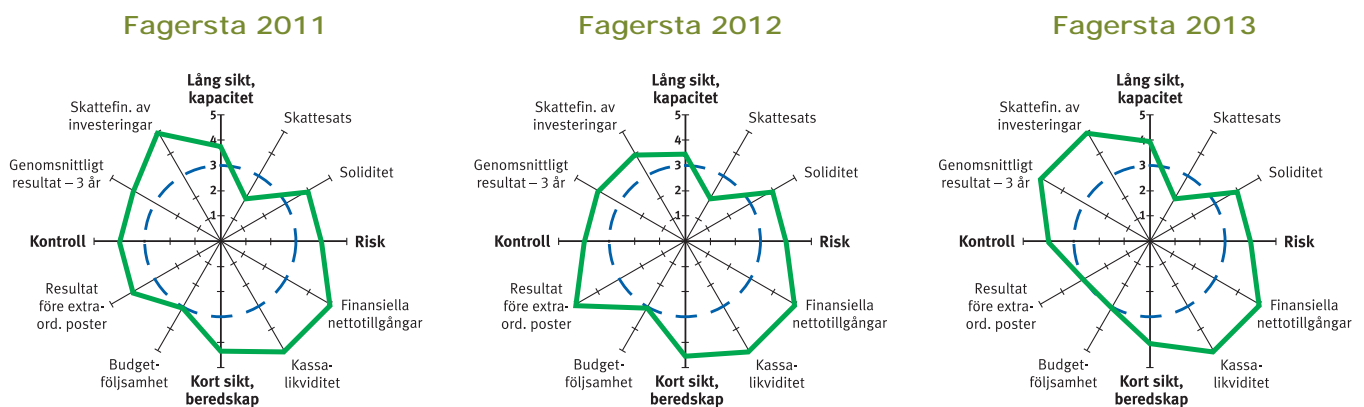 Fagersta 2011
Lång sikt,
kapacitet
Skattefin. av
investeringar
Skattesats
Genomsnittligt
resultat – 3 år
Soliditet
5
4
3
2
1
Kontroll
Risk
Resultat
före extra-
ord. poster
Finansiella
nettotillgångar
Budget-
följsamhet
Kassa-
likviditet
Kort sikt,
beredskap
Fagersta 2012
Lång sikt,
kapacitet
Skattefin. av
investeringar
Skattesats
Genomsnittligt
resultat – 3 år
Soliditet
5
4
3
2
1
Kontroll
Risk
Resultat
före extra-
ord. poster
Finansiella
nettotillgångar
Budget-
följsamhet
Kassa-
likviditet
Kort sikt,
beredskap
Fagersta 2013
Lång sikt,
kapacitet
Skattefin. av
investeringar
Skattesats
Genomsnittligt
resultat – 3 år
Soliditet
5
4
3
2
1
Kontroll
Risk
Resultat
före extra-
ord. poster
Finansiella
nettotillgångar
Budget-
följsamhet
Kassa-
likviditet
Kort sikt,
beredskap